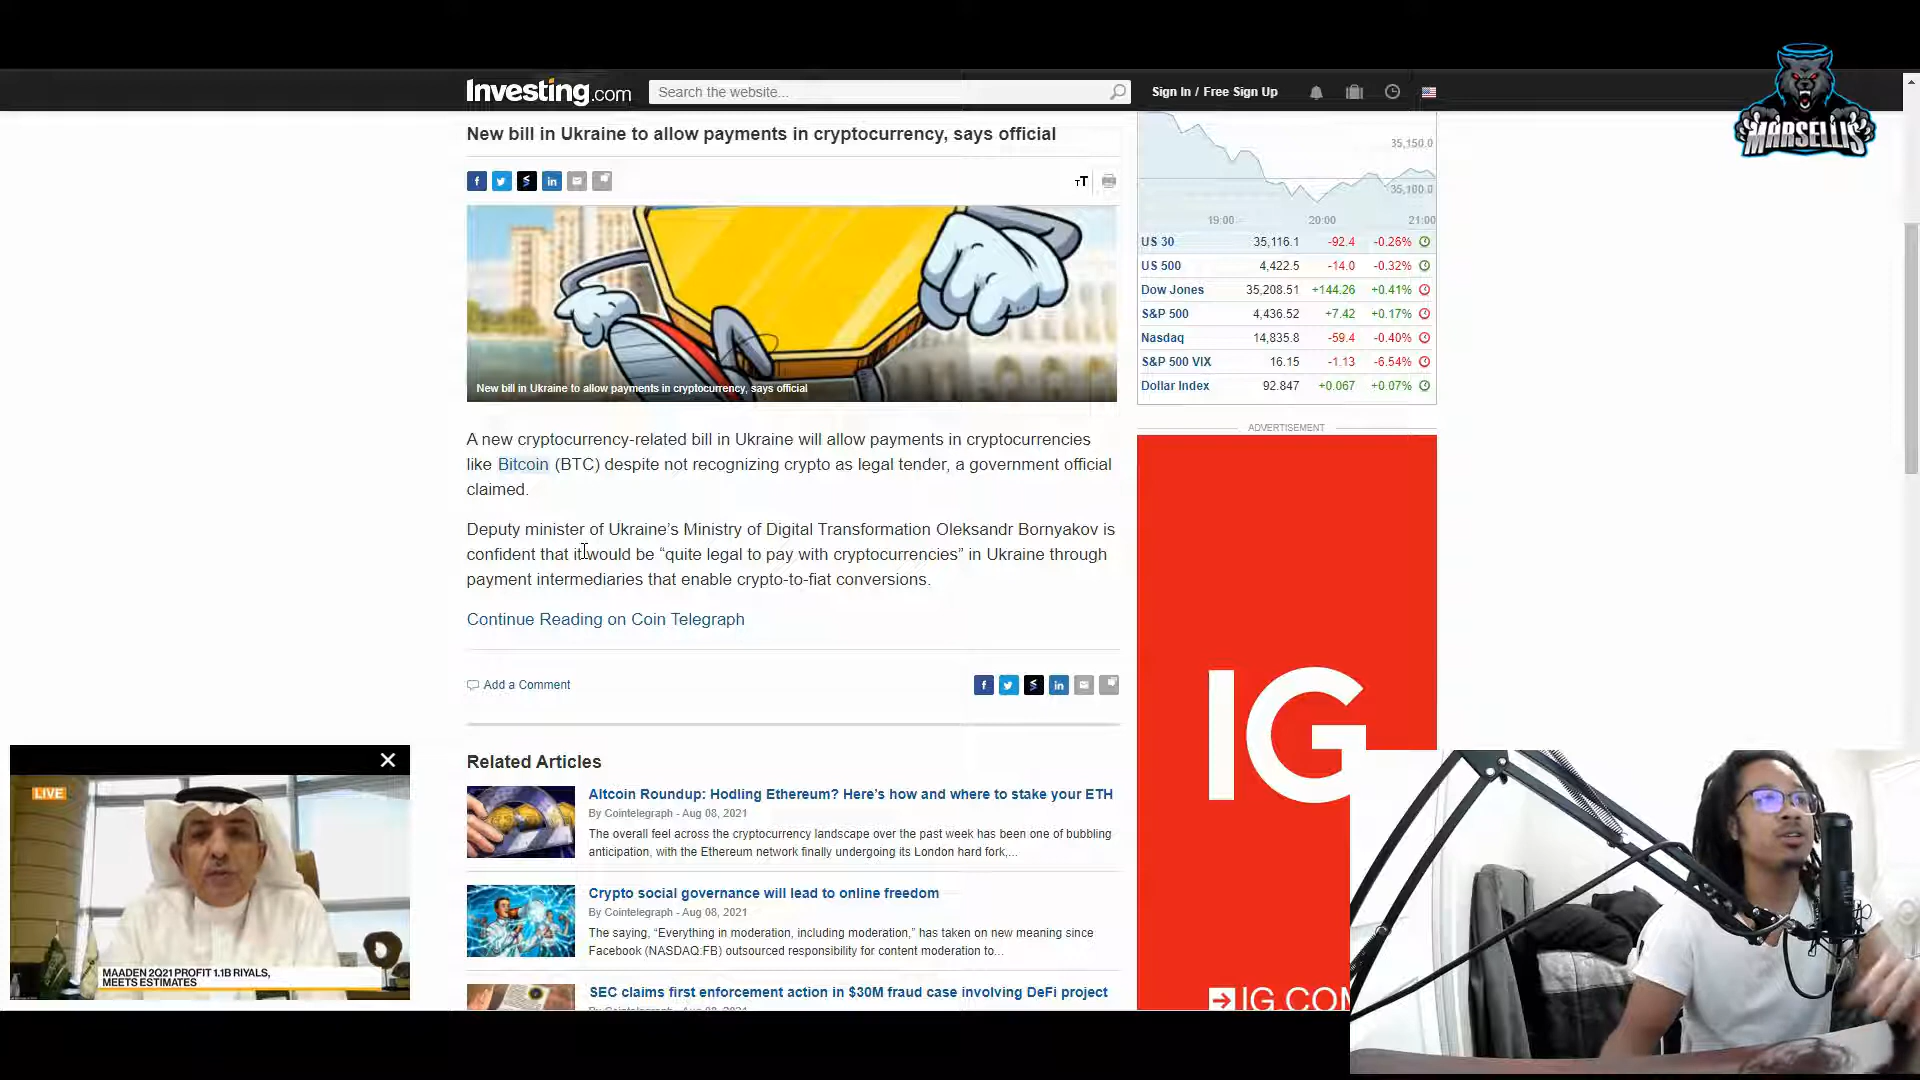 Investing.com
Search the website...
Sign In / Free Sign Up
MARSELLIS
New bill in Ukraine to allow payments in cryptocurrency, says official
f
in
TT
New bill in Ukraine to allow payments in cryptocurrency, says official
A new cryptocurrency-related bill in Ukraine will allow payments in cryptocurrencies
like Bitcoin (BTC) despite not recognizing crypto as legal tender, a government official
claimed.
Deputy minister of Ukraine’s Ministry of Digital Transformation Oleksandr Bornyakov is
confident that it would be “quite legal to pay with cryptocurrencies” in Ukraine through
payment intermediaries that enable crypto-to-fiat conversions.
Continue Reading on Coin Telegraph
Add a Comment
f
in
Related Articles
Altcoin Roundup: Hodling Ethereum? Here’s how and where to stake your ETH
By Cointelegraph - Aug 08, 2021
The overall feel across the cryptocurrency landscape over the past week has been one of bubbling
anticipation, with the Ethereum network finally undergoing its London hard fork,...
Crypto social governance will lead to online freedom
By Cointelegraph - Aug 08, 2021
The saying, “Everything in moderation, including moderation,” has taken on new meaning since
Facebook (NASDAQ:FB) outsourced responsibility for content moderation to...
SEC claims first enforcement action in $30M fraud case involving DeFi project
35,150.0
35,100.0
19:00 20:00 21:00
US 30 35,116.1 -92.4 -0.26%
US 500 4,422.5 -14.0 -0.32%
Dow Jones 35,208.51 +144.26 +0.41%
S&P 500 4,436.52 +7.42 +0.17%
Nasdaq 14,835.8 -59.4 -0.40%
S&P 500 VIX 16.15 -1.13 -6.54%
Dollar Index 92.847 +0.067 +0.07%
ADVERTISEMENT
IG
IG.COM
LIVE
MAADEN 2Q21 PROFIT 1.1B RIYALS,
MEETS ESTIMATES